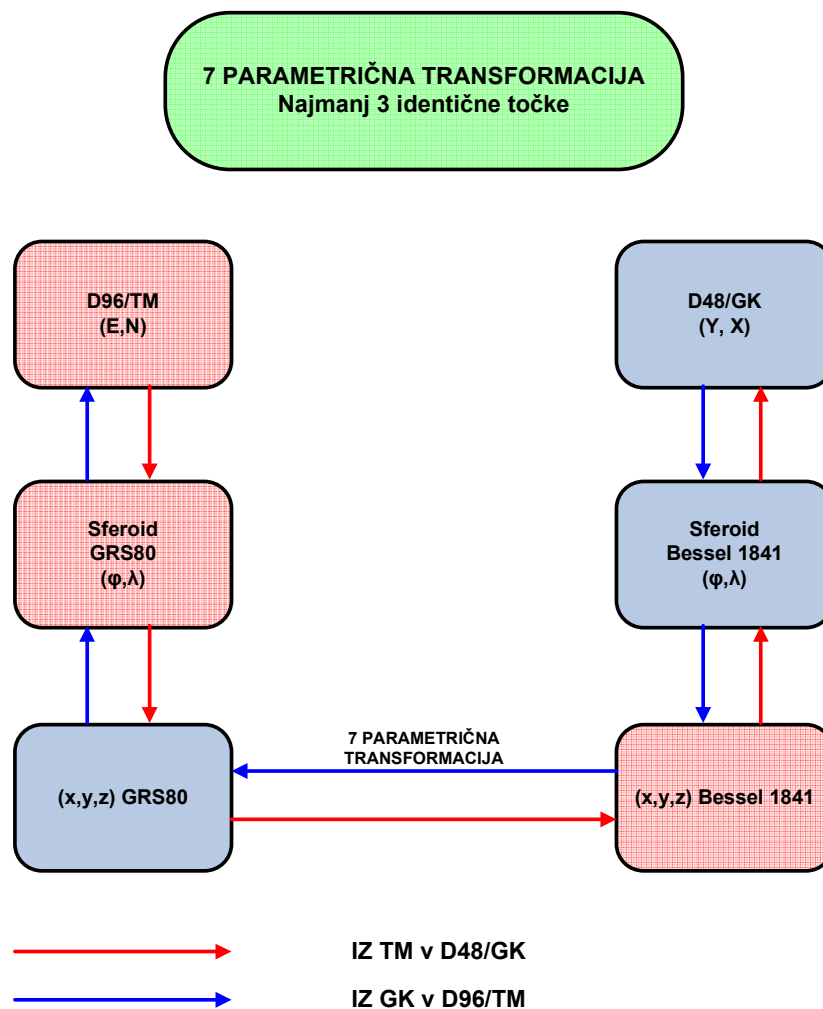 7 PARAMETRIČNA TRANSFORMACIJA
Najmanj 3 identične točke
D96/TM
(E,N)
D48/GK
(Y, X)
Sferoid
GRS80
(φ,λ)
Sferoid
Bessel 1841
(φ,λ)
7 PARAMETRIČNA
TRANSFORMACIJA
(x,y,z) GRS80
(x,y,z) Bessel 1841
IZ TM v D48/GK
IZ GK v D96/TM